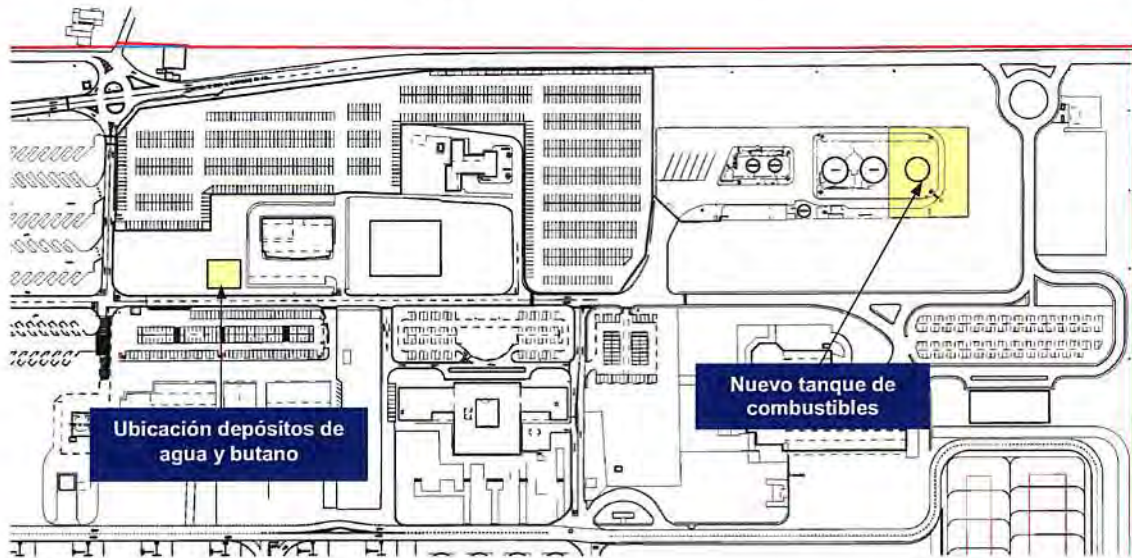 Nuevo tanque de
combustibles
Ubicación depósitos de
agua y butano